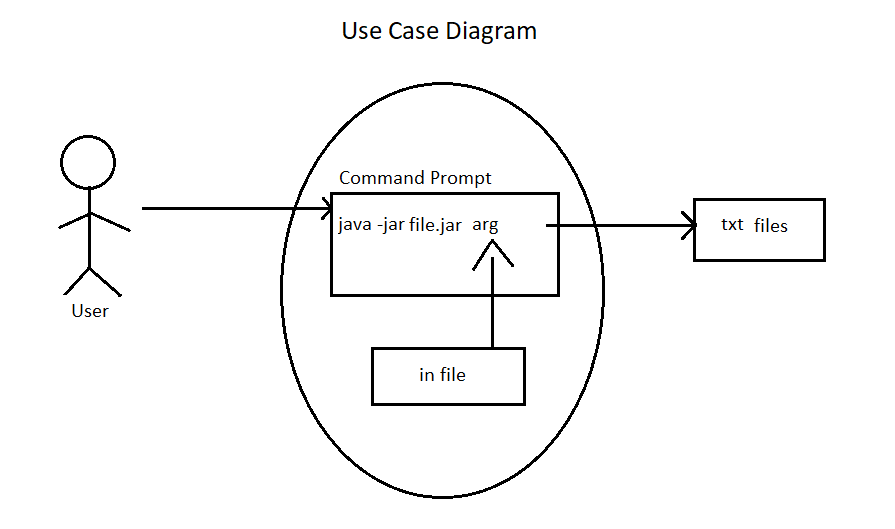 Use Case Diagram
Command Prompt
java -jar file.jar arg
txt files
User
in file